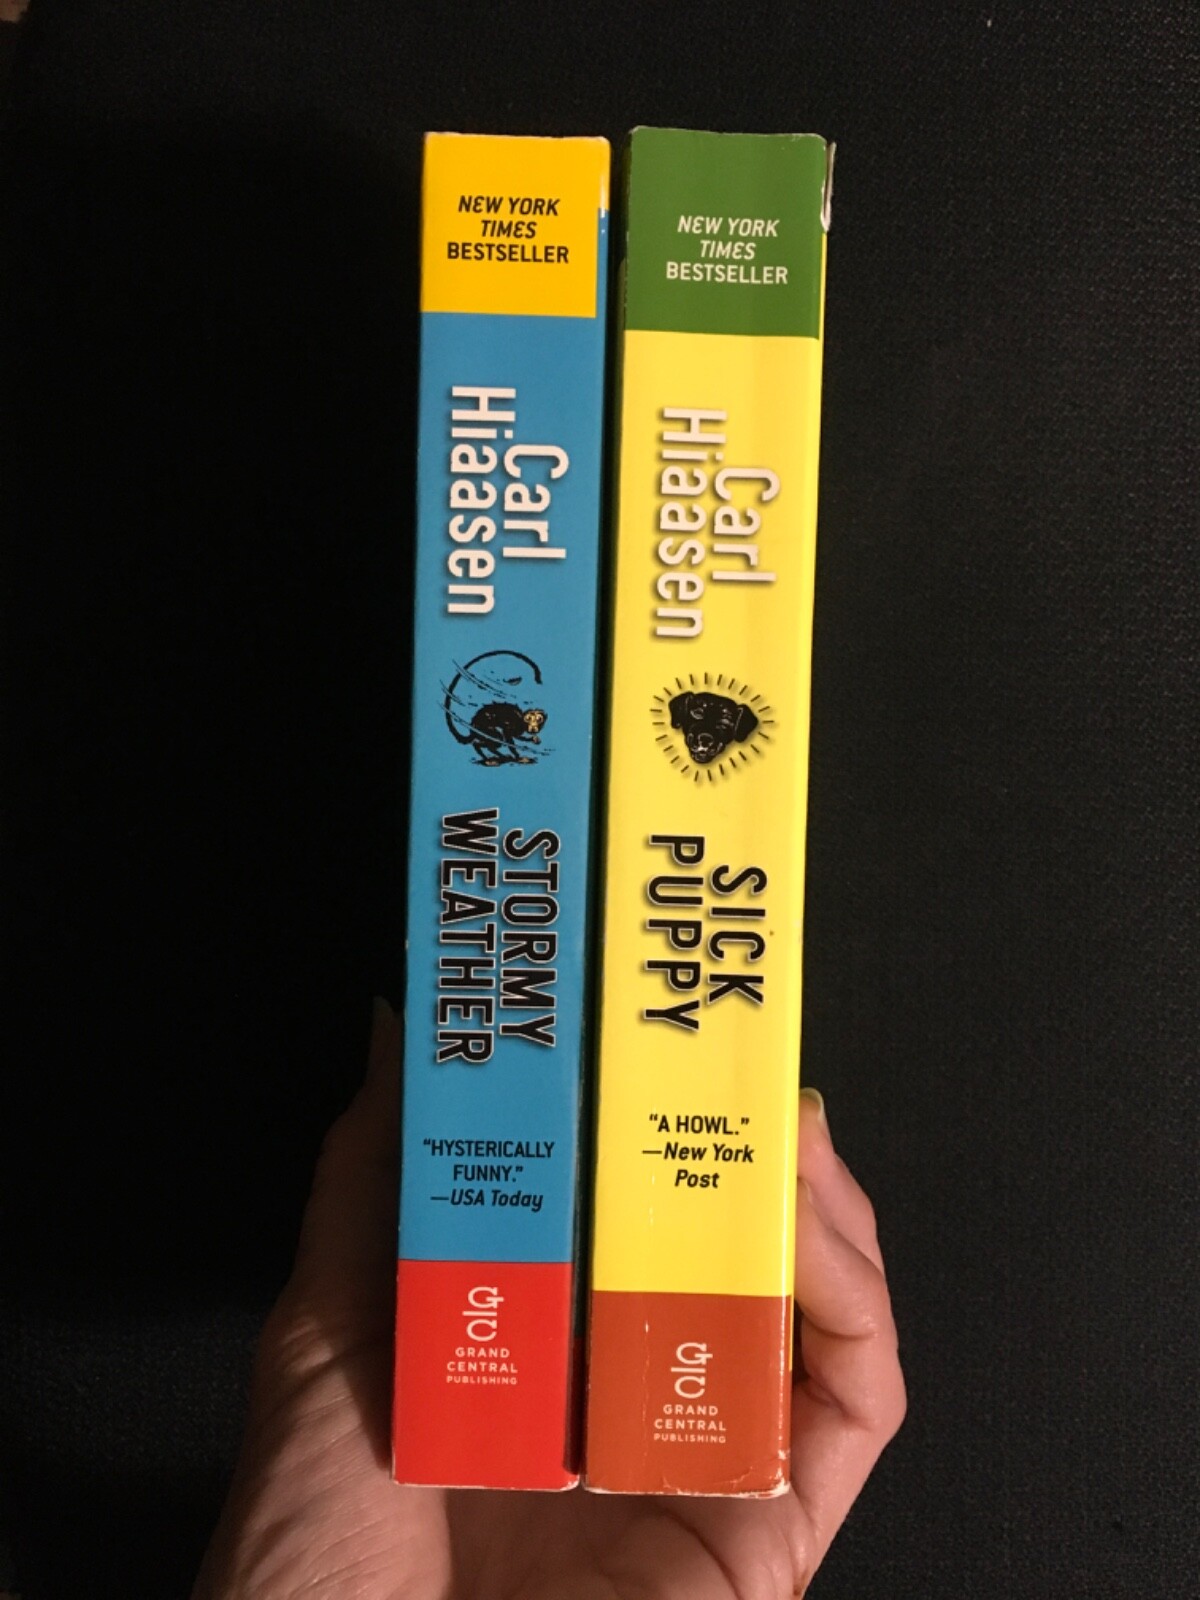 NEW YORK
TIMES
BESTSELLER
Carl
Hiaasen
STORMY
WEATHER
"HYSTERICALLY
FUNNY."
—USA Today
GRAND
CENTRAL
PUBLISHING
NEW YORK
TIMES
BESTSELLER
Carl
Hiaasen
SICK
PUPPY
"A HOWL."
—New York
Post
GRAND
CENTRAL
PUBLISHING